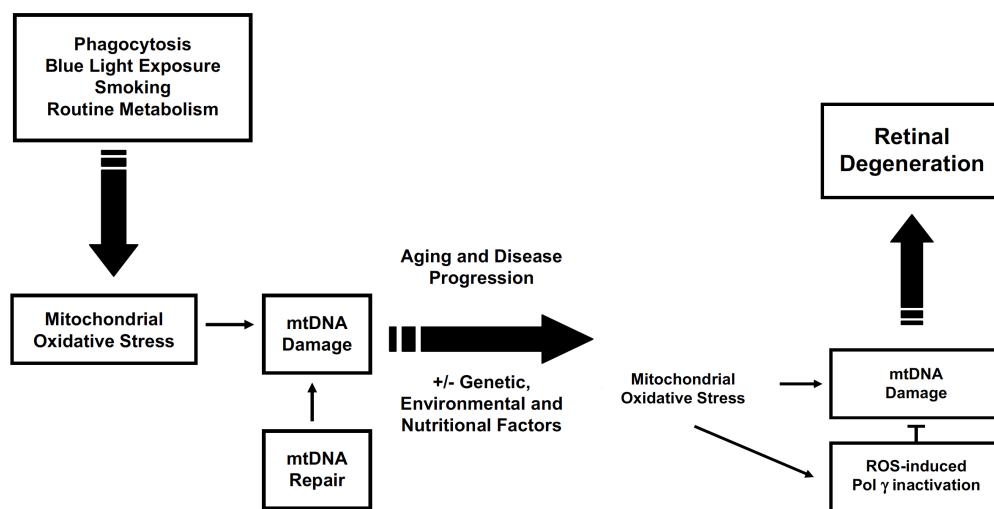 Phagocytosis
Blue Light Exposure
Smoking
Routine Metabolism
Mitochondrial
Oxidative Stress
mtDNA
Damage
mtDNA
Repair
Aging and Disease
Progression
+/- Genetic,
Environmental and
Nutritional Factors
Mitochondrial
Oxidative Stress
Retinal
Degeneration
mtDNA
Damage
ROS-induced
Pol γ inactivation